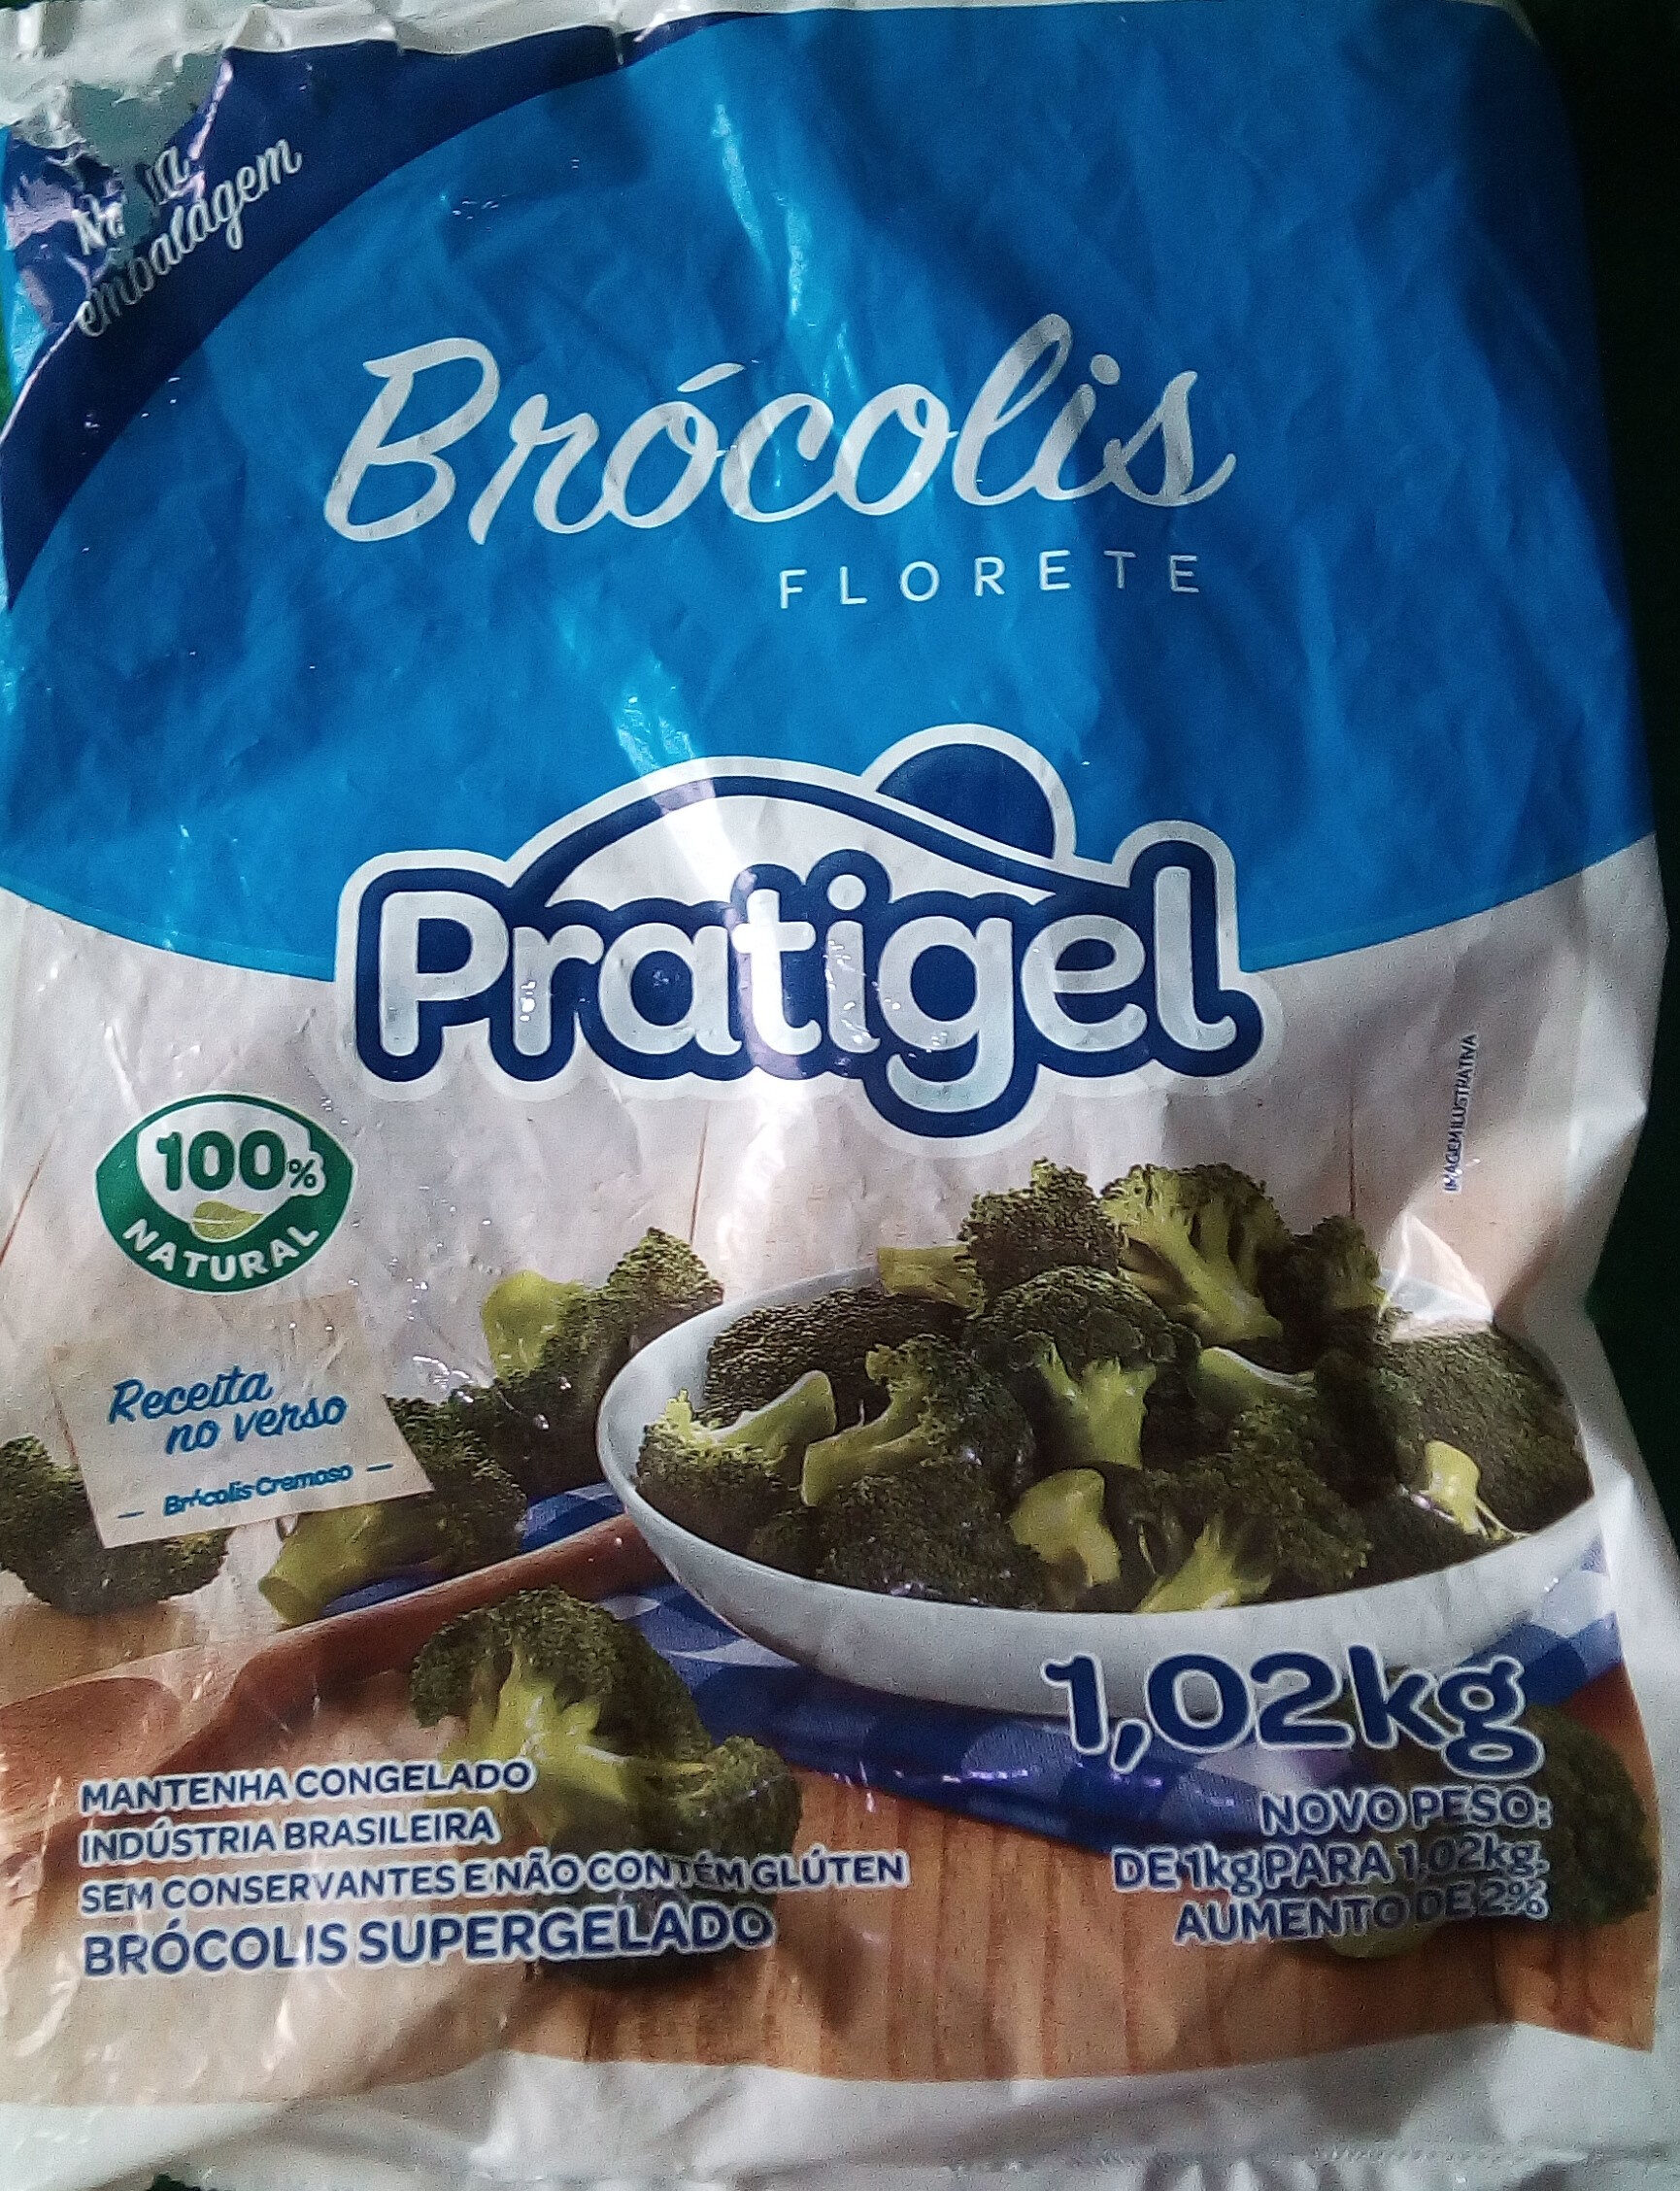 Nova
embalagem
Brócolis
FLORETE
Pratigel
100%
NATURAL
IMAGEM ILUSTRATIVA
Receita
no verso
Brócolis Cremoso
1,02kg
NOVO PESO:
DE 1kg PARA 1,02kg.
AUMENTO DE 2%
MANTENHA CONGELADO
INDÚSTRIA BRASILEIRA
SEM CONSERVANTES E NÃO CONTÉM GLÚTEN
BRÓCOLIS SUPERGELADO